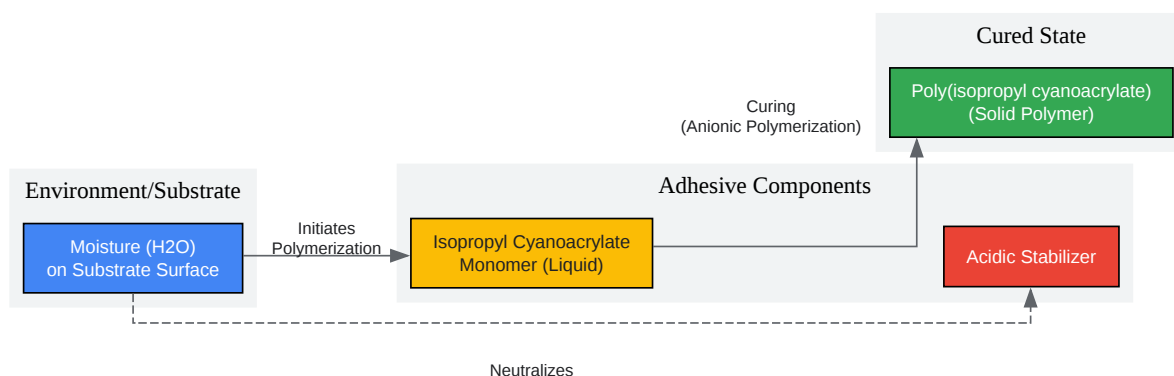 Cured State
Poly(isopropyl cyanoacrylate)
(Solid Polymer)
Curing
(Anionic Polymerization)
Environment/Substrate
Adhesive Components
Moisture (H2O)
on Substrate Surface
Initiates
Polymerization
Isopropyl Cyanoacrylate
Monomer (Liquid)
Acidic Stabilizer
Neutralizes